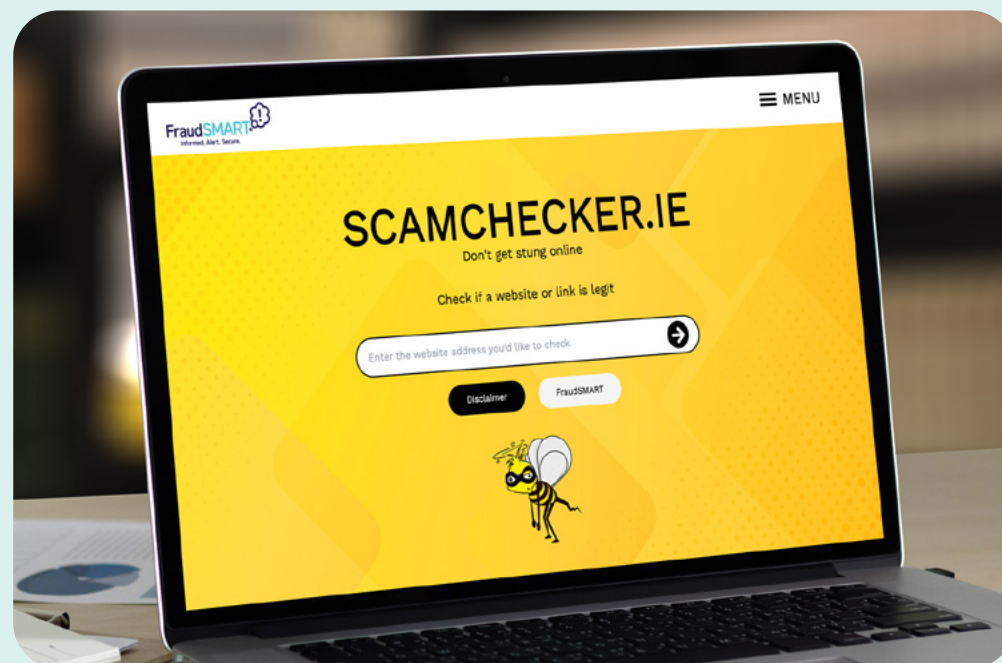 FraudSMART
Informed. Alert. Secure.
MENU
SCAMCHECKER.IE
Don't get stung online
Check if a website or link is legit
Enter the website address you'd like to check
Disclaimer
FraudSMART